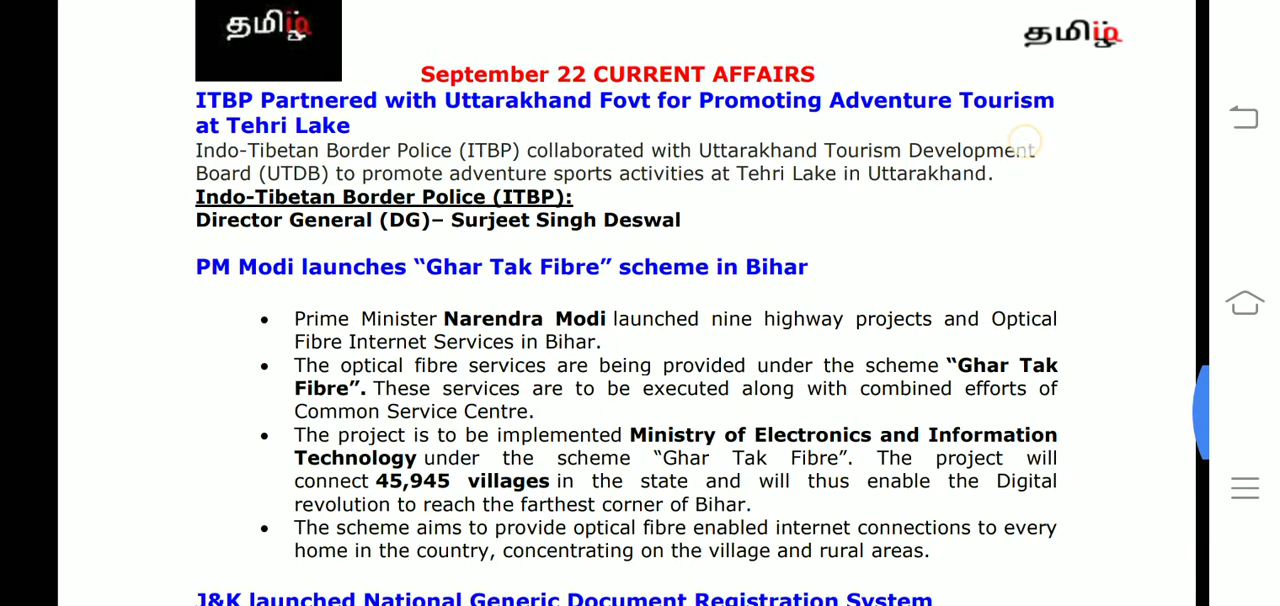 தமிழ்
தமிழ்
September 22 CURRENT AFFAIRS
ITBP Partnered with Uttarakhand Fovt for Promoting Adventure Tourism
at Tehri Lake
Indo-Tibetan Border Police (ITBP) collaborated with Uttarakhand Tourism Development
Board (UTDB) to promote adventure sports activities at Tehri Lake in Uttarakhand.
Indo-Tibetan Border Police (ITBP):
Director General (DG)– Surjeet Singh Deswal
PM Modi launches “Ghar Tak Fibre” scheme in Bihar
• Prime Minister Narendra Modi launched nine highway projects and Optical
Fibre Internet Services in Bihar.
• The optical fibre services are being provided under the scheme “Ghar Tak
Fibre”. These services are to be executed along with combined efforts of
Common Service Centre.
• The project is to be implemented Ministry of Electronics and Information
Technology under the scheme “Ghar Tak Fibre”. The project will
connect 45,945 villages in the state and will thus enable the Digital
revolution to reach the farthest corner of Bihar.
• The scheme aims to provide optical fibre enabled internet connections to every
home in the country, concentrating on the village and rural areas.
J&K launched National Generic Document Registration System